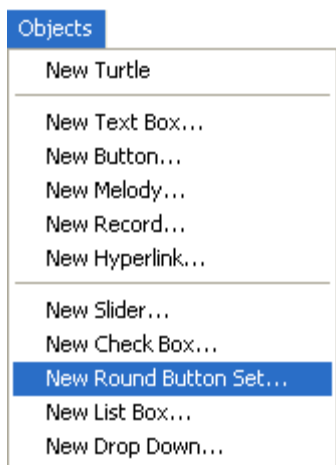 Objects
New Turtle
New Text Box...
New Button...
New Melody...
New Record...
New Hyperlink...
New Slider...
New Check Box...
New Round Button Set...
New List Box...
New Drop Down...